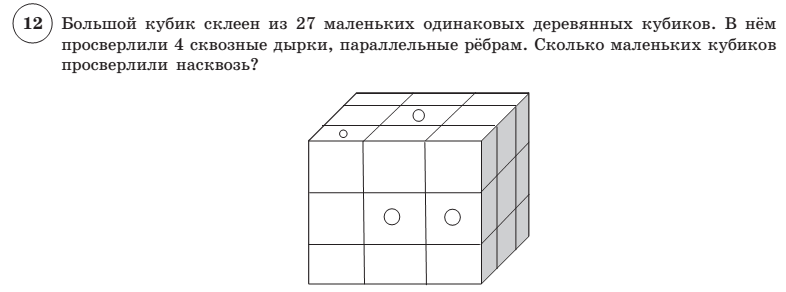 12 Большой кубик склеен из 27 маленьких одинаковых деревянных кубиков. В нём
просверлили 4 сквозные дырки, параллельные рёбрам. Сколько маленьких кубиков
просверлили насквозь?